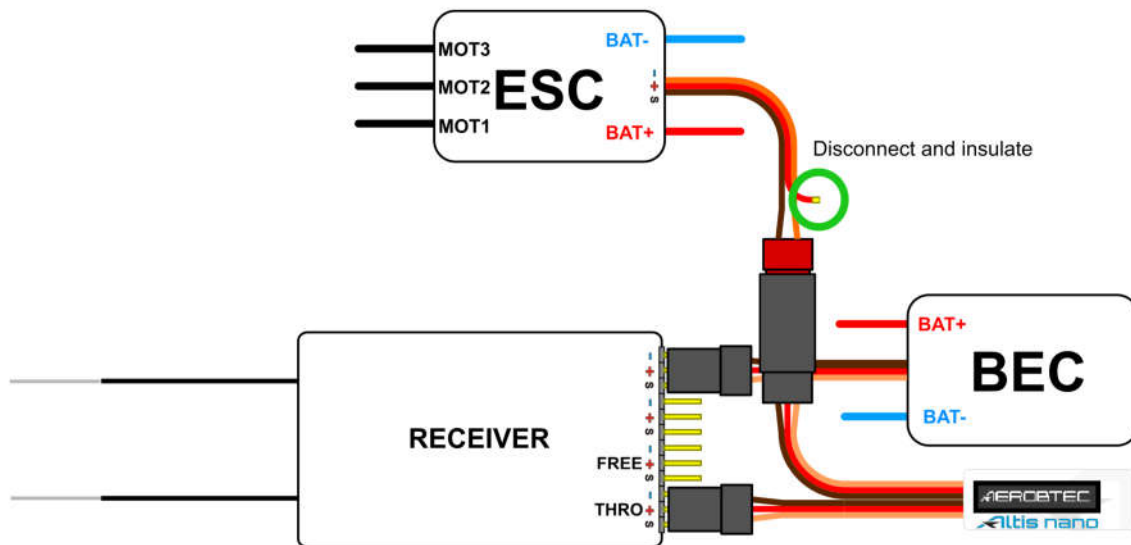 MOT3
MOT2
MOT1
ESC
BAT-
-
+
s
BAT+
Disconnect and insulate
BAT+
BEC
BAT-
RECEIVER
-
+
s
-
+
s
-
FREE +
s
-
THRO +
s
AEROBTEC
Altis nano